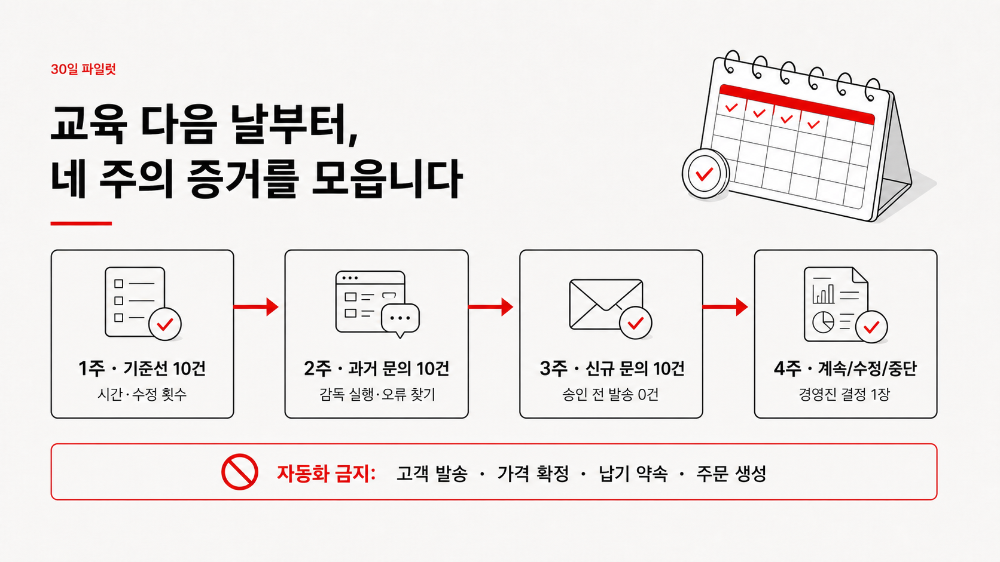 30일 파일럿
교육 다음 날부터,
네 주의 증거를 모읍니다
1주 · 기준선 10건
시간·수정 횟수
2주 · 과거 문의 10건
감독 실행·오류 찾기
3주 · 신규 문의 10건
승인 전 발송 0건
4주 · 계속/수정/중단
경영진 결정 1장
자동화 금지: 고객 발송 · 가격 확정 · 납기 약속 · 주문 생성